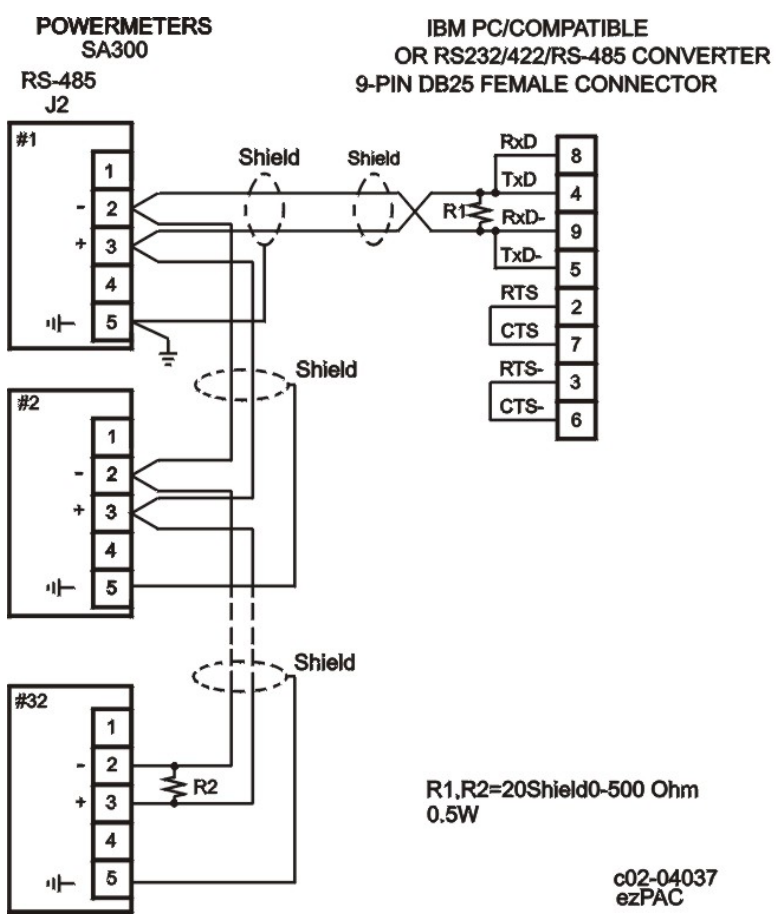 POWERMETERS
SA300
RS-485
J2
IBM PC/COMPATIBLE
OR RS232/422/RS-485 CONVERTER
9-PIN DB25 FEMALE CONNECTOR
#1
1
- 2
+ 3
4
5
Shield
Shield
R1
RxD 8
TxD 4
RxD- 9
TxD- 5
RTS 2
CTS 7
RTS- 3
CTS- 6
Shield
#2
1
- 2
+ 3
4
5
Shield
#32
1
- 2
+ 3
4
5
R2
R1,R2=20Shield0-500 Ohm
0.5W
c02-04037
ezPAC